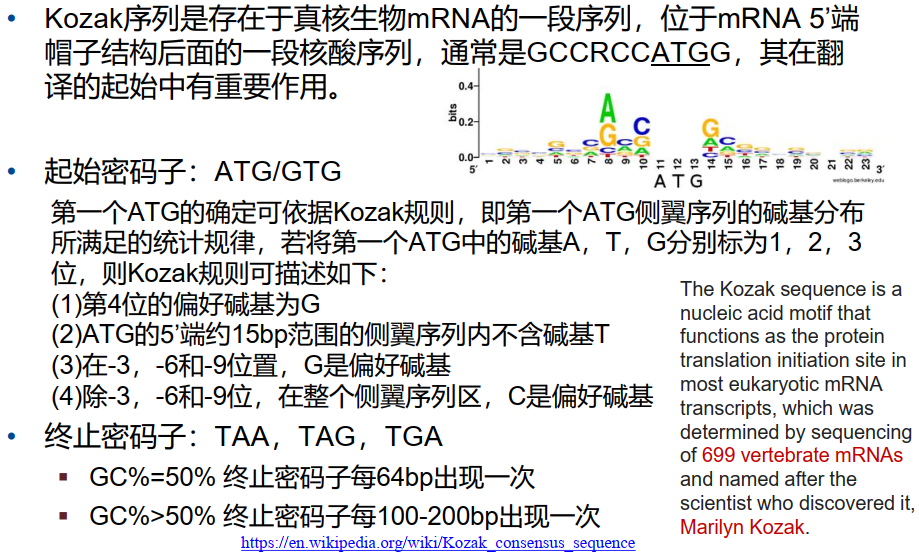 • Kozak序列是存在于真核生物mRNA的一段序列，位于mRNA 5’端
帽子结构后面的一段核酸序列，通常是GCCRCCATGG，其在翻
译的起始中有重要作用。
bits
0.4
0.2
0.0
A
G
C
G
5′ 1 2 3 4 5 6 7 8 9 10 11 12 13 14 15 16 17 18 19 20 21 22 23 3′
A T G
weblogo.berkeley.edu
• 起始密码子：ATG/GTG
第一个ATG的确定可依据Kozak规则，即第一个ATG侧翼序列的碱基分布
所满足的统计规律，若将第一个ATG中的碱基A，T，G分别标为1，2，3
位，则Kozak规则可描述如下：
(1)第4位的偏好碱基为G
(2)ATG的5’端约15bp范围的侧翼序列内不含碱基T
(3)在-3，-6和-9位置，G是偏好碱基
(4)除-3，-6和-9位，在整个侧翼序列区，C是偏好碱基
• 终止密码子：TAA，TAG，TGA
▪ GC%=50% 终止密码子每64bp出现一次
▪ GC%>50% 终止密码子每100-200bp出现一次
The Kozak sequence is a
nucleic acid motif that
functions as the protein
translation initiation site in
most eukaryotic mRNA
transcripts, which was
determined by sequencing
of 699 vertebrate mRNAs
and named after the
scientist who discovered it,
Marilyn Kozak.
https://en.wikipedia.org/wiki/Kozak_consensus_sequence